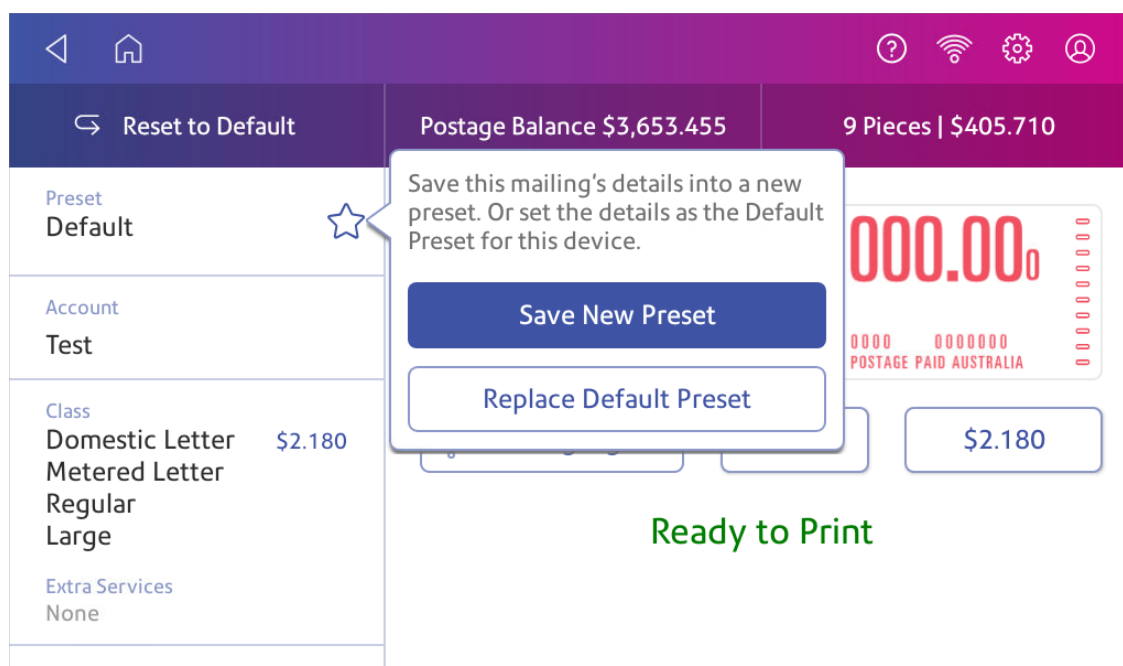 Reset to Default
Postage Balance $3,653.455
9 Pieces | $405.710
Preset
Default
Save this mailing's details into a new
preset. Or set the details as the Default
Preset for this device.
Save New Preset
Replace Default Preset
000.000
0000 0000000
POSTAGE PAID AUSTRALIA
Account
Test
Class
Domestic Letter $2.180
Metered Letter
Regular
Large
Extra Services
None
$2.180
Ready to Print